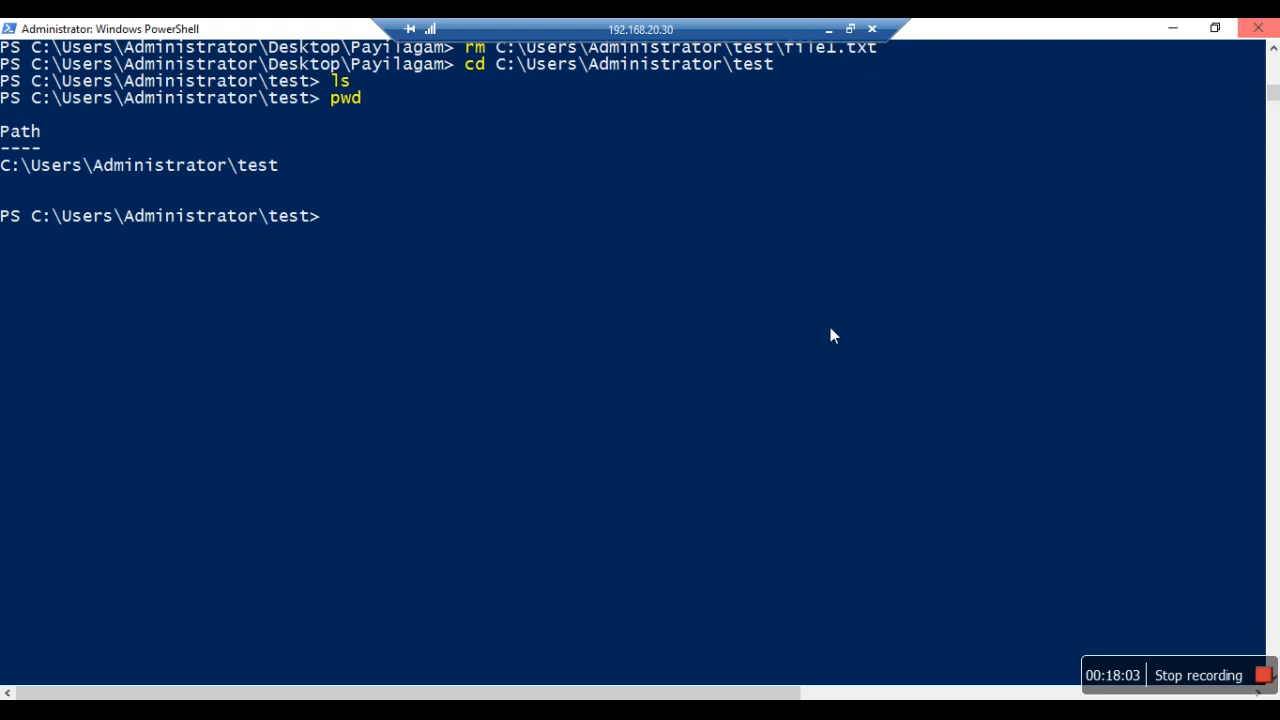 Administrator: Windows PowerShell
192.168.20.30
PS C:\Users\Administrator\Desktop\Payilagam> rm C:\Users\Administrator\test\file1.txt
PS C:\Users\Administrator\Desktop\Payilagam> cd C:\Users\Administrator\test
PS C:\Users\Administrator\test> ls
PS C:\Users\Administrator\test> pwd
Path
----
C:\Users\Administrator\test
PS C:\Users\Administrator\test>
00:18:03 Stop recording